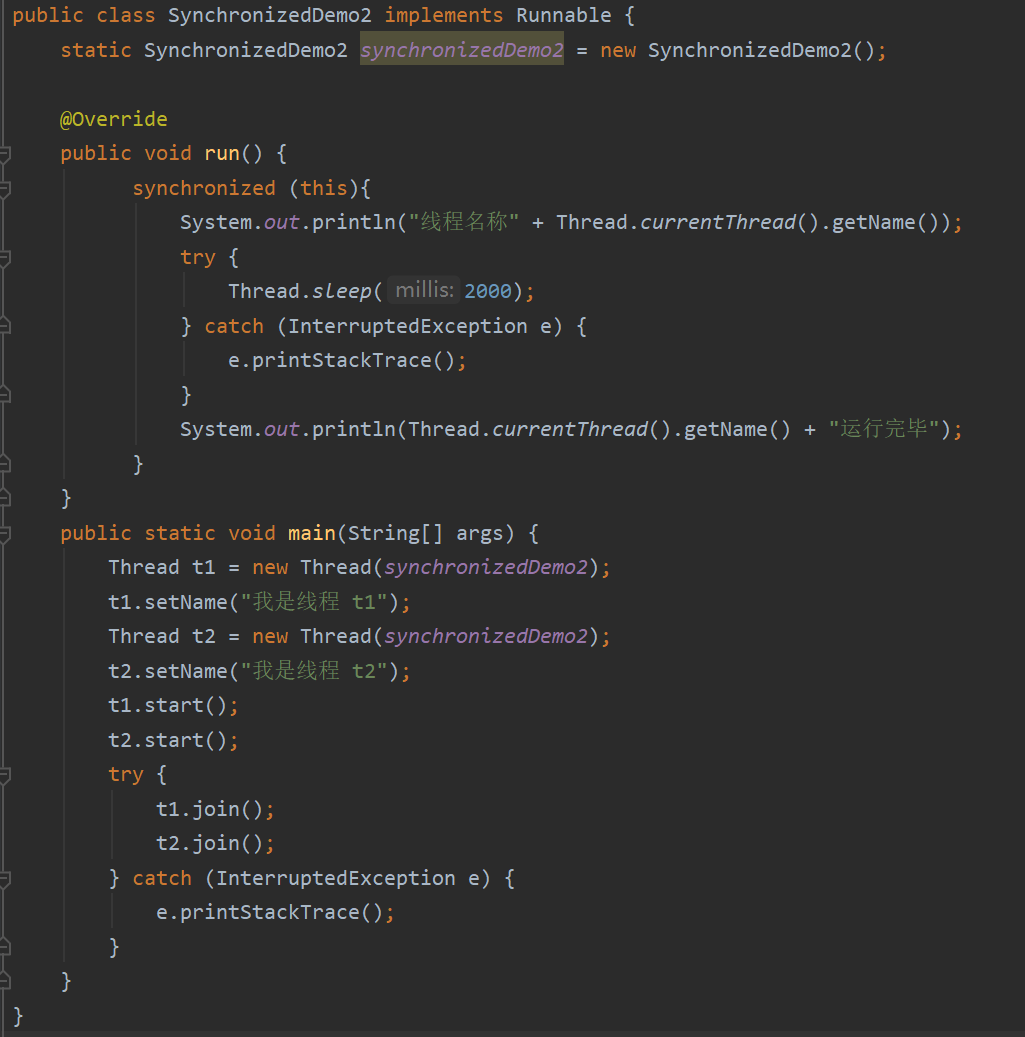 public class SynchronizedDemo2 implements Runnable {
    static SynchronizedDemo2 synchronizedDemo2 = new SynchronizedDemo2();

    @Override
    public void run() {
          synchronized (this){
              System.out.println("线程名称" + Thread.currentThread().getName());
              try {
                  Thread.sleep( millis: 2000);
              } catch (InterruptedException e) {
                  e.printStackTrace();
              }
              System.out.println(Thread.currentThread().getName() + "运行完毕");
          }
    }
    public static void main(String[] args) {
        Thread t1 = new Thread(synchronizedDemo2);
        t1.setName("我是线程 t1");
        Thread t2 = new Thread(synchronizedDemo2);
        t2.setName("我是线程 t2");
        t1.start();
        t2.start();
        try {
            t1.join();
            t2.join();
        } catch (InterruptedException e) {
            e.printStackTrace();
        }
    }
}